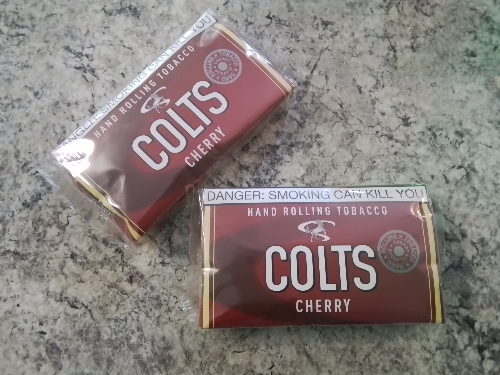 DANGER: SMOKING CAN KILL YOU
HAND ROLLING TOBACCO
COLTS
CHERRY
DANGER: SMOKING CAN KILL YOU
HAND ROLLING TOBACCO
COLTS
CHERRY